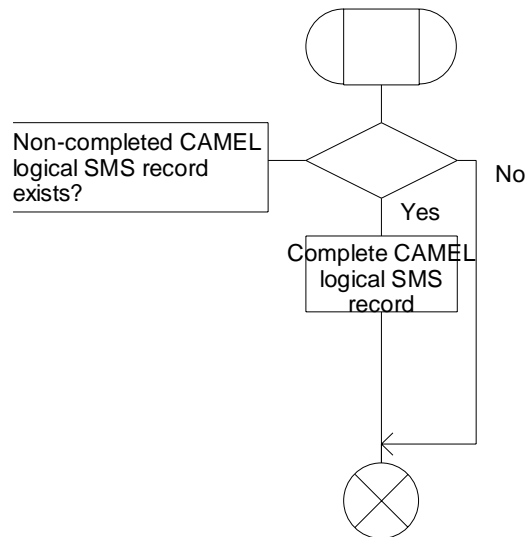 Non-completed CAMEL
logical SMS record
exists?
No
Yes
Complete CAMEL
logical SMS
record